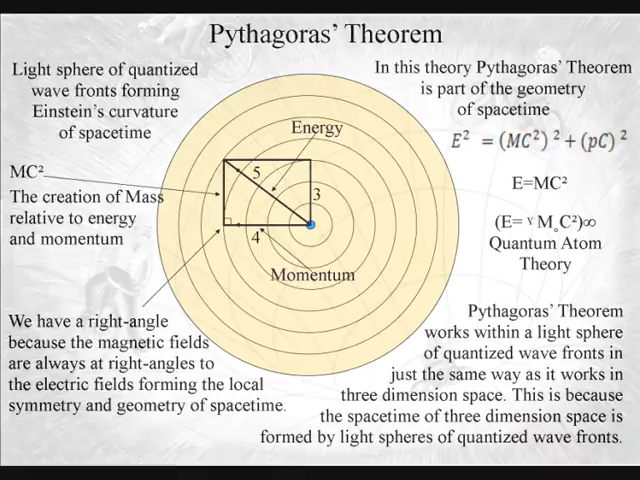 Pythagoras' Theorem
Light sphere of quantized
wave fronts forming
Einstein's curvature
of spacetime
In this theory Pythagoras' Theorem
is part of the geometry
of spacetime
E² = (MC²)² + (pC)²
Energy
5
3
4
Momentum
MC²
The creation of Mass
relative to energy
and momentum
E=MC²
(E= ᵞ M˳C²)∞
Quantum Atom
Theory
We have a right-angle
because the magnetic fields
are always at right-angles to
the electric fields forming the local
symmetry and geometry of spacetime.
Pythagoras' Theorem
works within a light sphere
of quantized wave fronts in
just the same way as it works in
three dimension space. This is because
the spacetime of three dimension space is
formed by light spheres of quantized wave fronts.